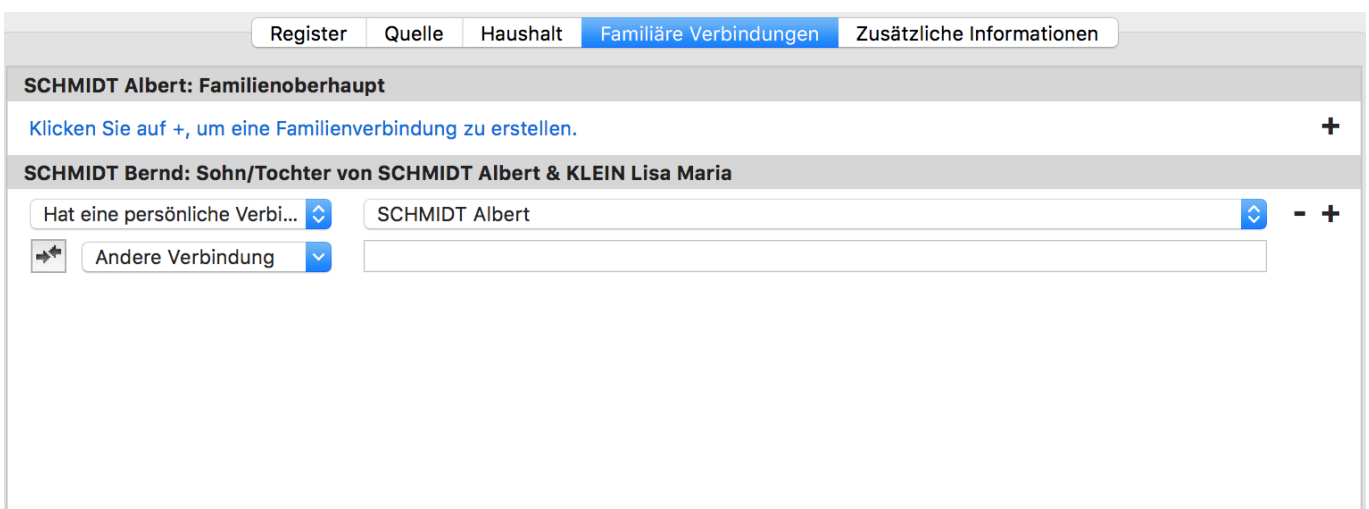 Register Quelle Haushalt Familiäre Verbindungen Zusätzliche Informationen
SCHMIDT Albert: Familienoberhaupt
Klicken Sie auf +, um eine Familienverbindung zu erstellen. +
SCHMIDT Bernd: Sohn/Tochter von SCHMIDT Albert & KLEIN Lisa Maria
Hat eine persönliche Verbi... SCHMIDT Albert - +
Andere Verbindung